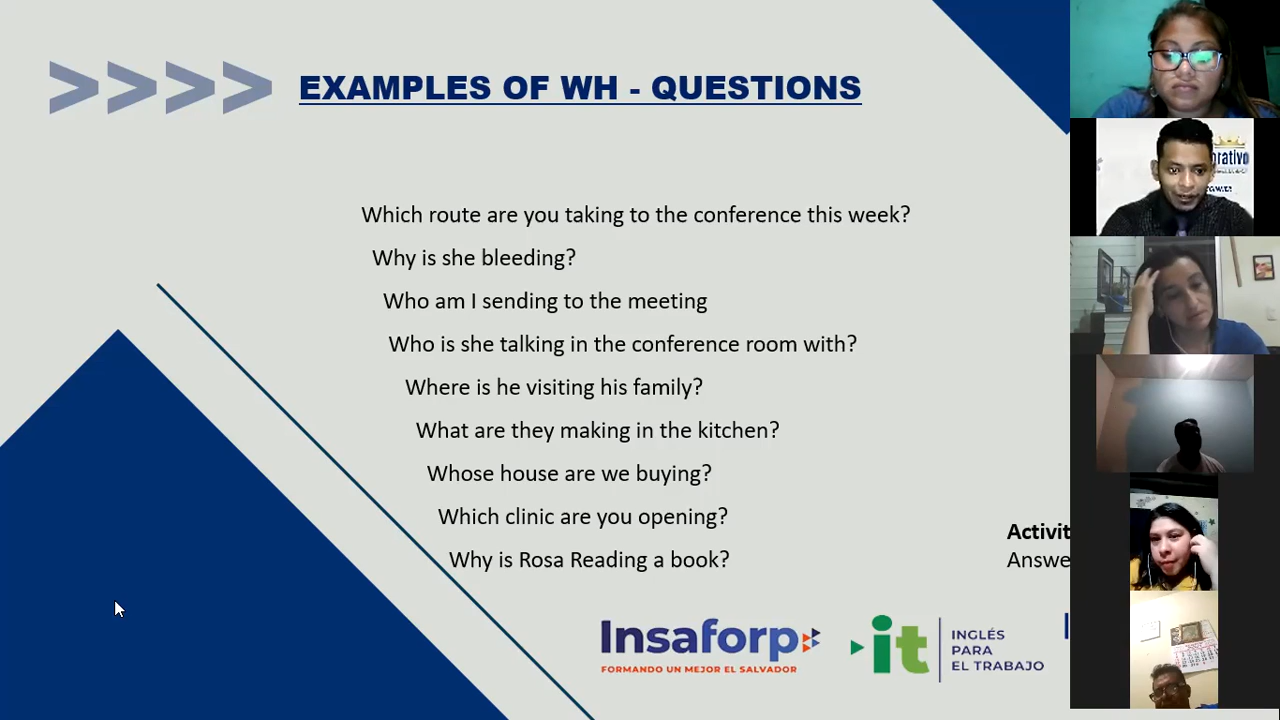 EXAMPLES OF WH - QUESTIONS
Which route are you taking to the conference this week?
Why is she bleeding?
Who am I sending to the meeting
Who is she talking in the conference room with?
Where is he visiting his family?
What are they making in the kitchen?
Whose house are we buying?
Which clinic are you opening?
Why is Rosa Reading a book?
Activit
Answe
Insaforp
FORMANDO UN MEJOR EL SALVADOR
it
INGLÉS
PARA
EL TRABAJO